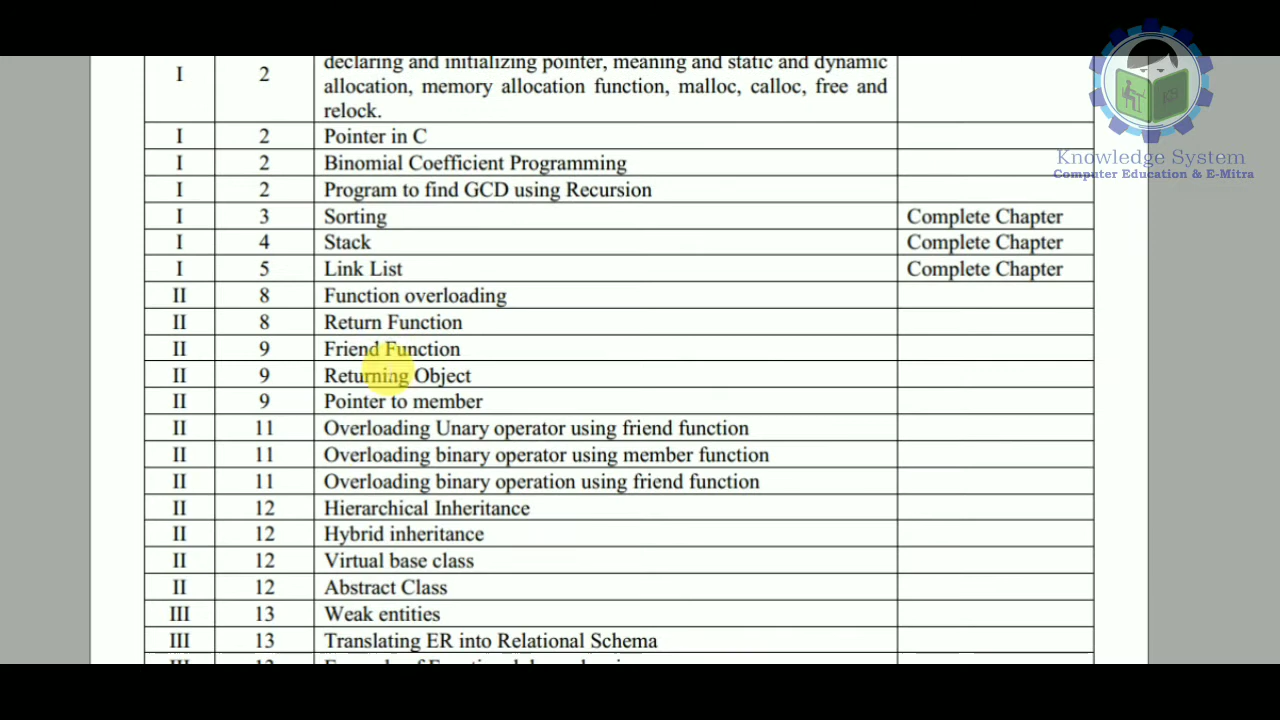 declaring and initializing pointer, meaning and static and dynamic
I 2 allocation, memory allocation function, malloc, calloc, free and
relock.
I 2 Pointer in C
I 2 Binomial Coefficient Programming
I 2 Program to find GCD using Recursion
I 3 Sorting Complete Chapter
I 4 Stack Complete Chapter
I 5 Link List Complete Chapter
II 8 Function overloading
II 8 Return Function
II 9 Friend Function
II 9 Returning Object
II 9 Pointer to member
II 11 Overloading Unary operator using friend function
II 11 Overloading binary operator using member function
II 11 Overloading binary operation using friend function
II 12 Hierarchical Inheritance
II 12 Hybrid inheritance
II 12 Virtual base class
II 12 Abstract Class
III 13 Weak entities
III 13 Translating ER into Relational Schema
KS
Knowledge System
Computer Education & E-Mitra